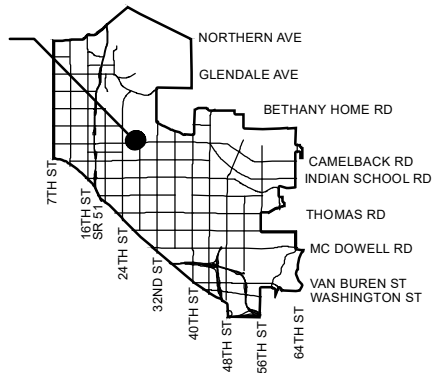 NORTHERN AVE
GLENDALE AVE
BETHANY HOME RD
CAMELBACK RD
INDIAN SCHOOL RD
THOMAS RD
MC DOWELL RD
VAN BUREN ST
WASHINGTON ST
7TH ST
16TH ST
SR 51
24TH ST
32ND ST
40TH ST
48TH ST
56TH ST
64TH ST